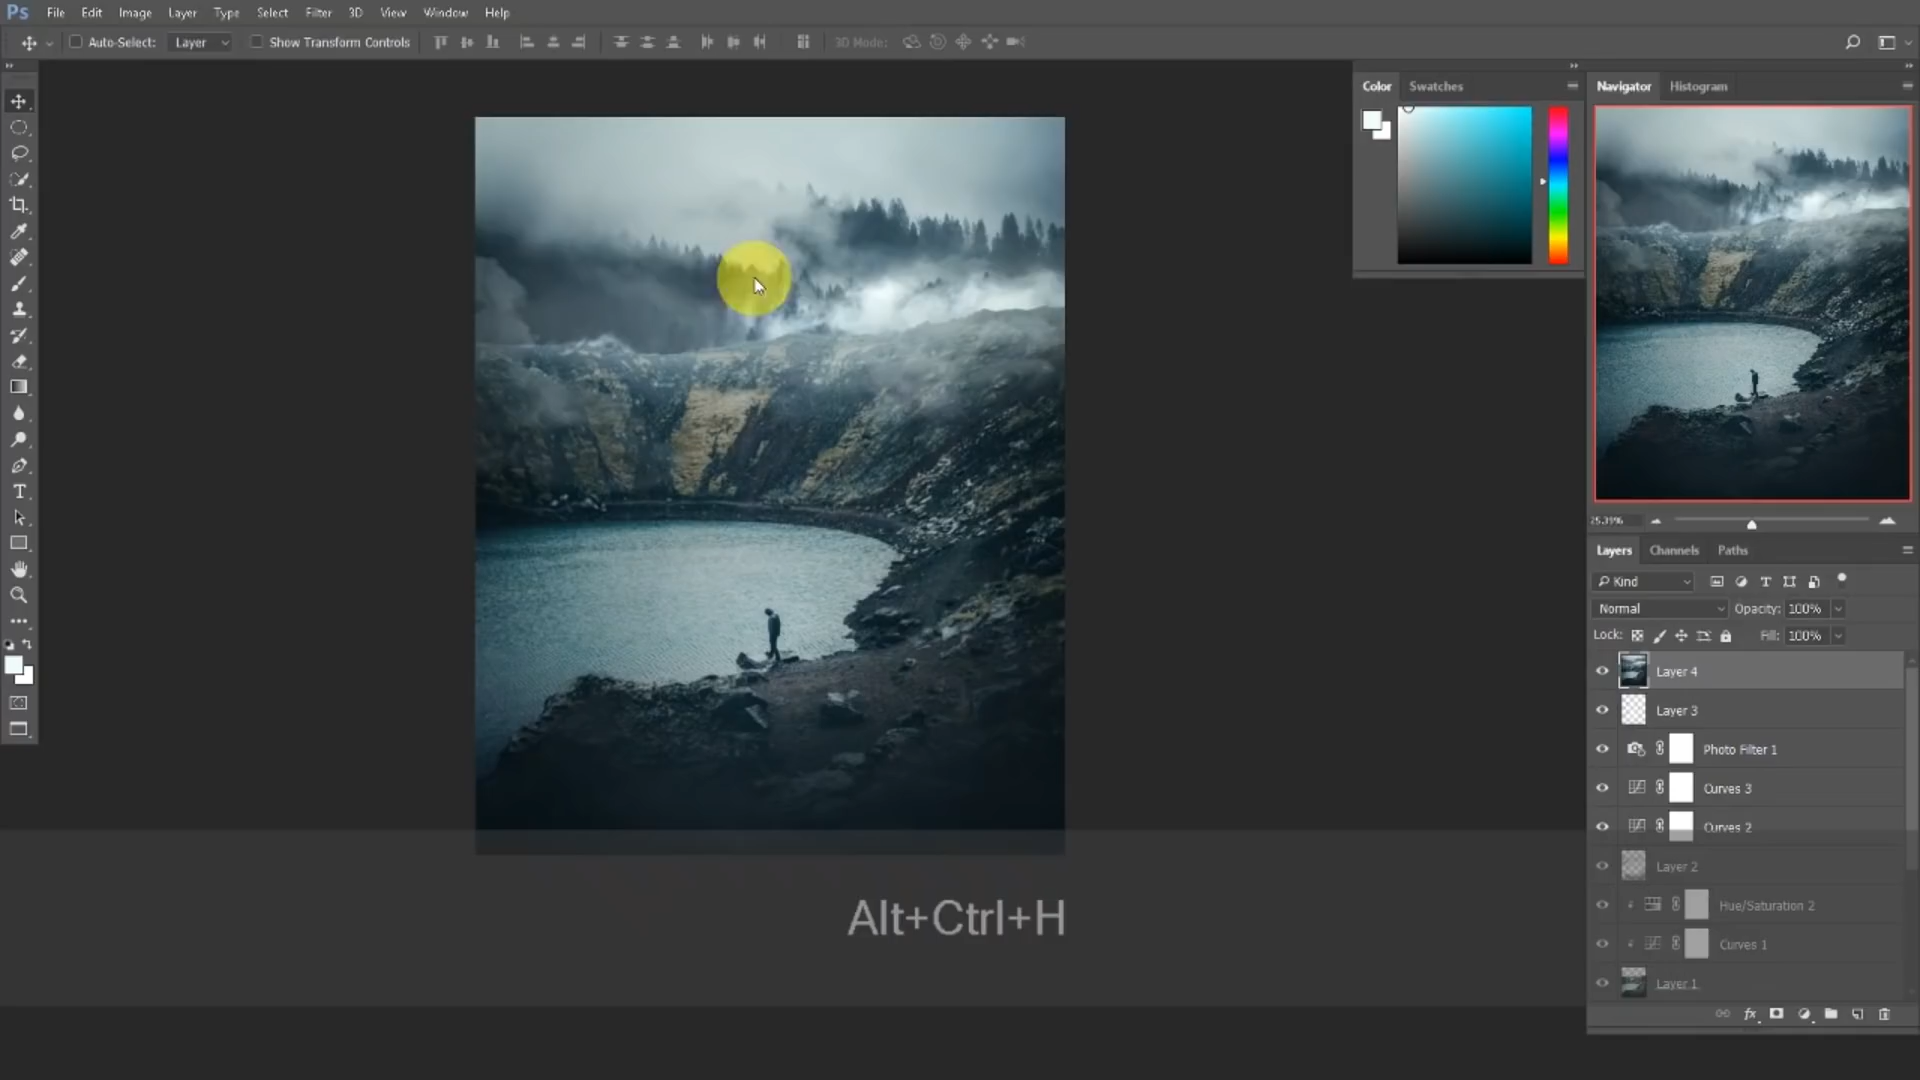 Ps File Edit Image Layer Type Select Filter 3D View Window Help
Auto-Select: Layer Show Transform Controls 3D Mode:
Color Swatches
Navigator Histogram
25.31%
Layers Channels Paths
Kind
Normal Opacity: 100%
Lock: Fill: 100%
Layer 4
Layer 3
Photo Filter 1
Curves 3
Curves 2
Layer 2
Hue/Saturation 2
Curves 1
Layer 1
Alt+Ctrl+H